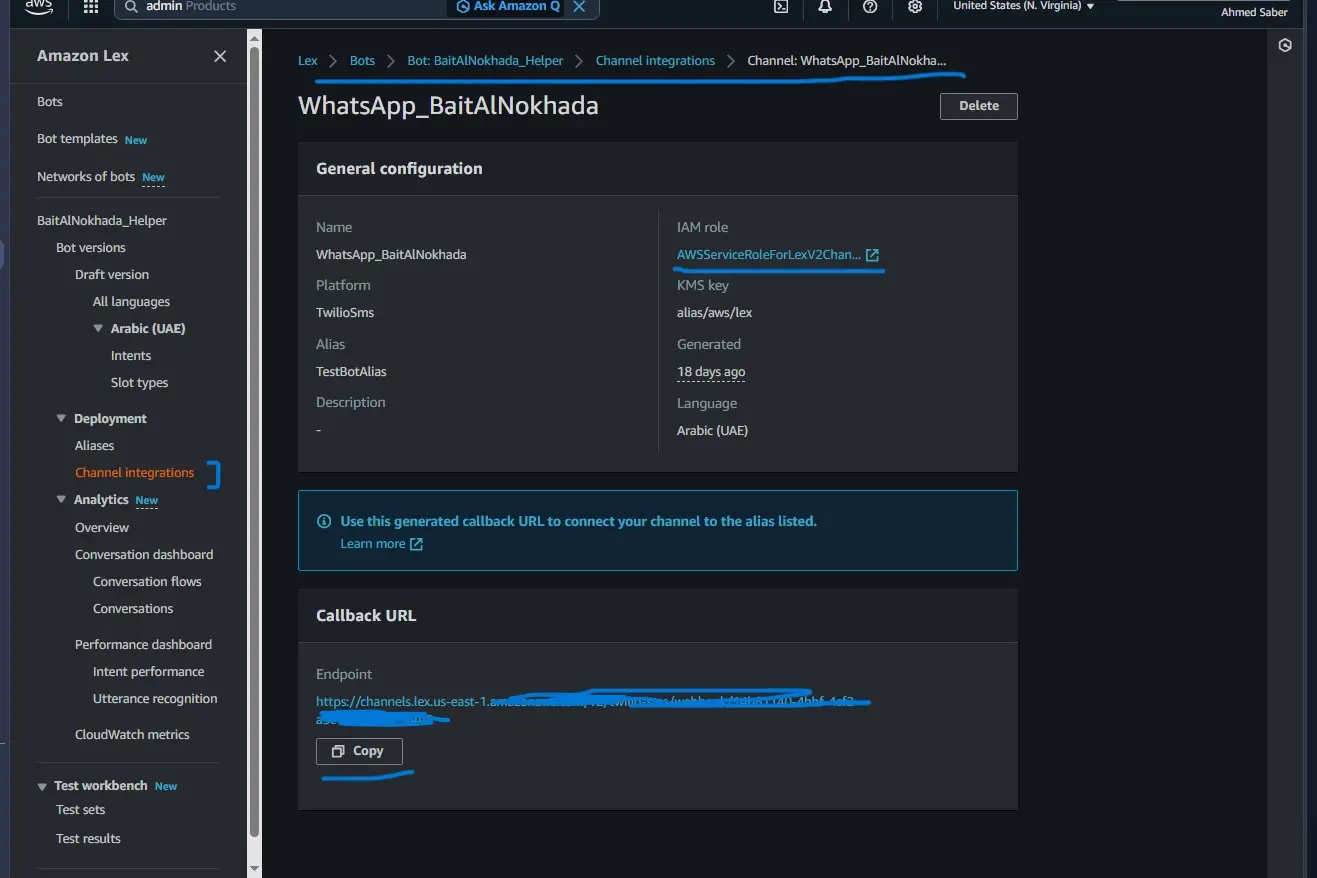 aws
admin Products
Ask Amazon Q
United States (N. Virginia)
Ahmed Saber
Amazon Lex
Bots
Bot templates New
Networks of bots New
BaitAlNokhada_Helper
Bot versions
Draft version
All languages
Arabic (UAE)
Intents
Slot types
Deployment
Aliases
Channel integrations
Analytics New
Overview
Conversation dashboard
Conversation flows
Conversations
Performance dashboard
Intent performance
Utterance recognition
CloudWatch metrics
Test workbench New
Test sets
Test results
Lex > Bots > Bot: BaitAlNokhada_Helper > Channel integrations > Channel: WhatsApp_BaitAlNokha...
WhatsApp_BaitAlNokhada
Delete
General configuration
Name
WhatsApp_BaitAlNokhada
Platform
TwilioSms
Alias
TestBotAlias
Description
-
IAM role
AWSServiceRoleForLexV2Chan...
KMS key
alias/aws/lex
Generated
18 days ago
Language
Arabic (UAE)
Use this generated callback URL to connect your channel to the alias listed.
Learn more
Callback URL
Endpoint
https://channels.lex.us-east-1.
Copy